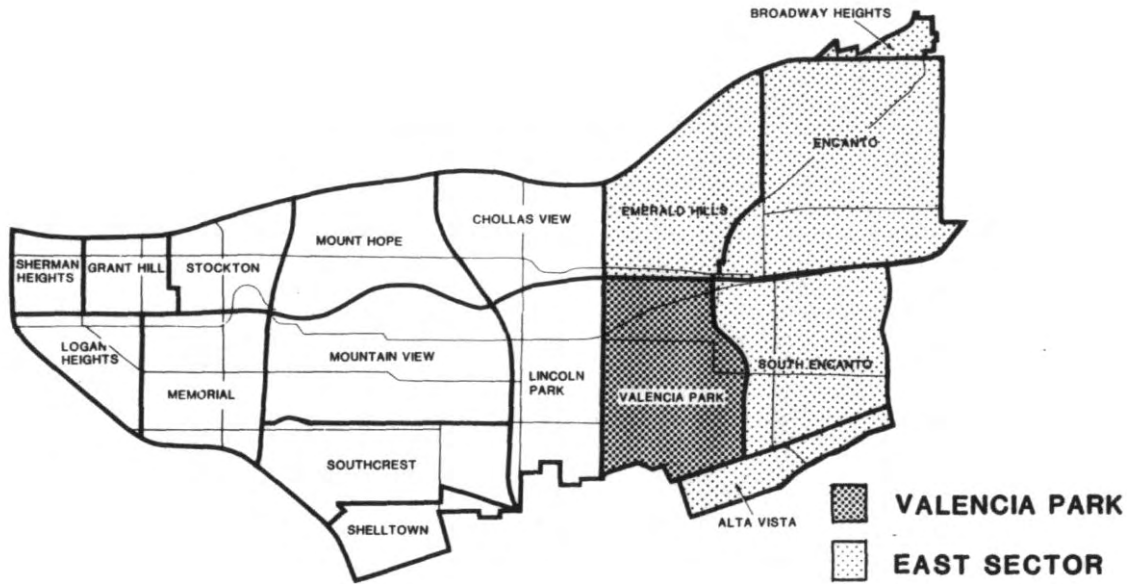 BROADWAY HEIGHTS
ENCANTO
EMERALD HILLS
CHOLLAS VIEW
MOUNT HOPE
SHERMAN
HEIGHTS
GRANT HILL
STOCKTON
LOGAN
HEIGHTS
MOUNTAIN VIEW
SOUTH ENCANTO
LINCOLN
PARK
MEMORIAL
VALENCIA PARK
SOUTHCREST
SHELLTOWN
ALTA VISTA
VALENCIA PARK
EAST SECTOR